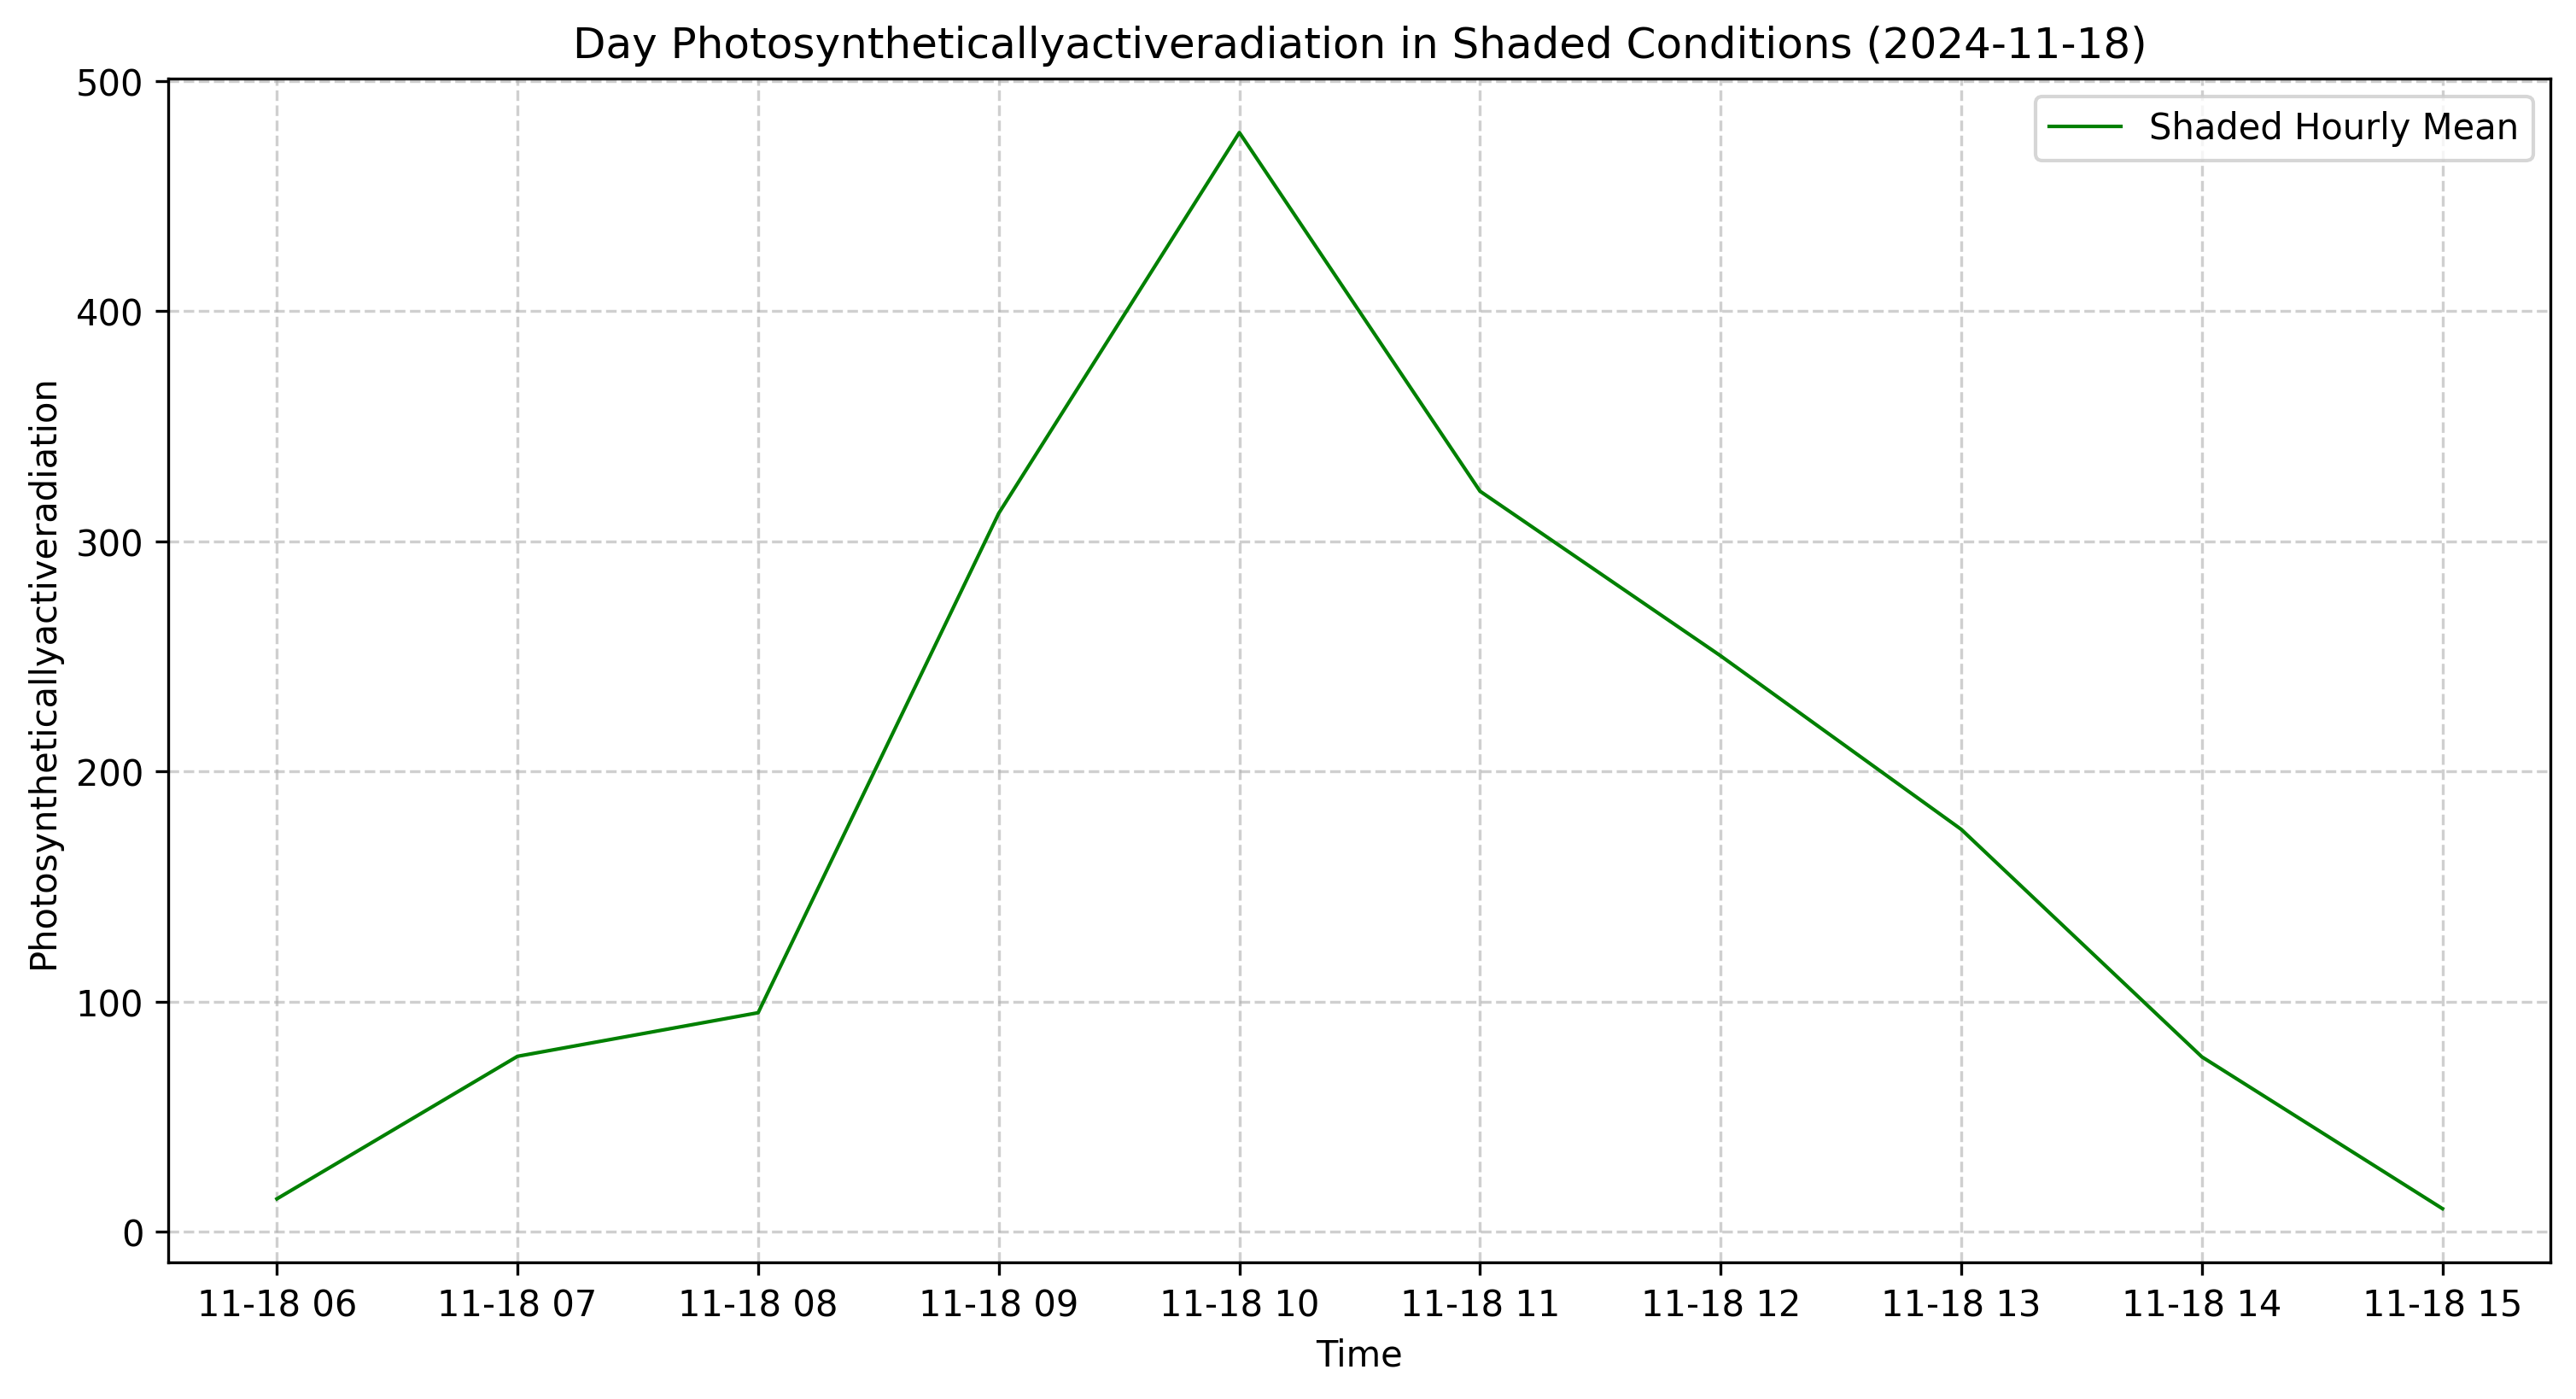 Day Photosyntheticallyactiveradiation in Shaded Conditions (2024-11-18)
Shaded Hourly Mean
Photosyntheticallyactiveradiation
500
400
300
200
100
0
11-18 06 11-18 07 11-18 08 11-18 09 11-18 10 11-18 11 11-18 12 11-18 13 11-18 14 11-18 15
Time